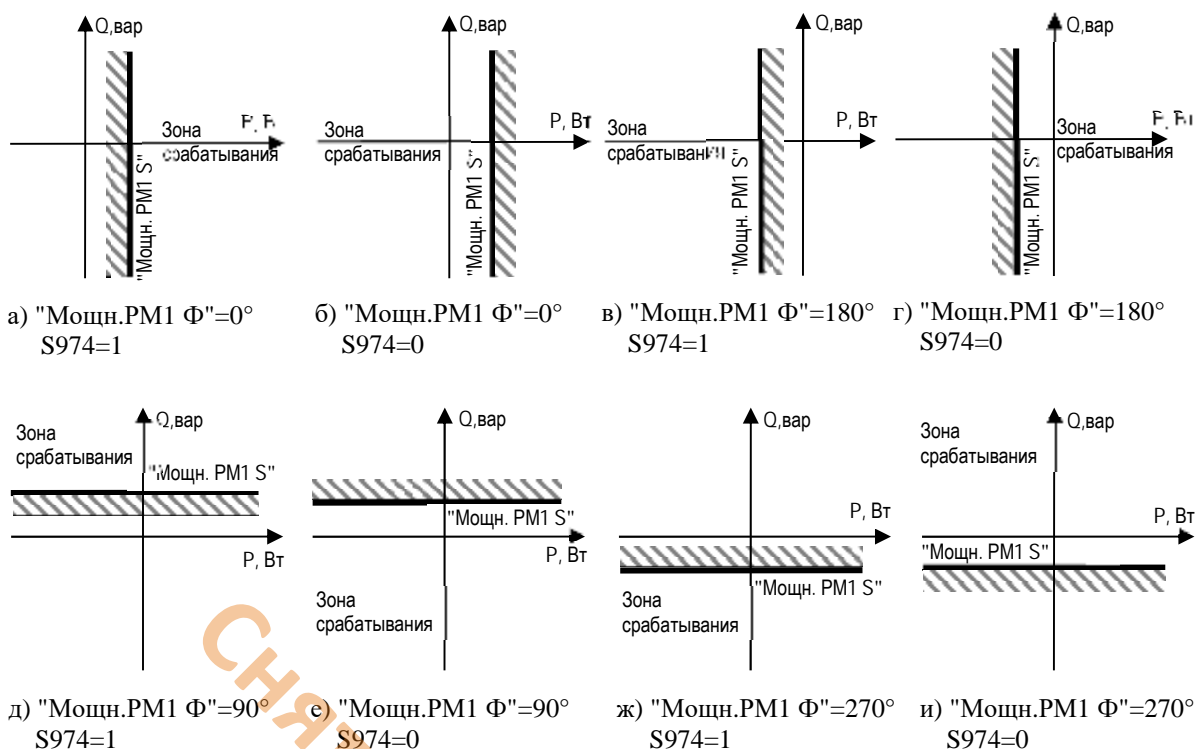 Q,вар
Зона
срабатывания
"Мощн. РМ1 S"
а) "Мощн.РМ1 Ф"=0°
S974=1
Q,вар
P, Вт
Зона
срабатывания
"Мощн. РМ1 S"
б) "Мощн.РМ1 Ф"=0°
S974=0
Q,вар
P, Вт
Зона
срабатывания
"Мощн. РМ1 S"
в) "Мощн.РМ1 Ф"=180°
S974=1
Q,вар
Зона
срабатывания
"Мощн. РМ1 S"
г) "Мощн.РМ1 Ф"=180°
S974=0
Q,вар
Зона
срабатывания
"Мощн. РМ1 S"
P, Вт
д) "Мощн.РМ1 Ф"=90°
S974=1
Q,вар
"Мощн. РМ1 S"
P, Вт
Зона
срабатывания
е) "Мощн.РМ1 Ф"=90°
S974=0
Q,вар
P, Вт
"Мощн. РМ1 S"
Зона
срабатывания
ж) "Мощн.РМ1 Ф"=270°
S974=1
Q,вар
Зона
срабатывания
P, Вт
"Мощн. РМ1 S"
и) "Мощн.РМ1 Ф"=270°
S974=0